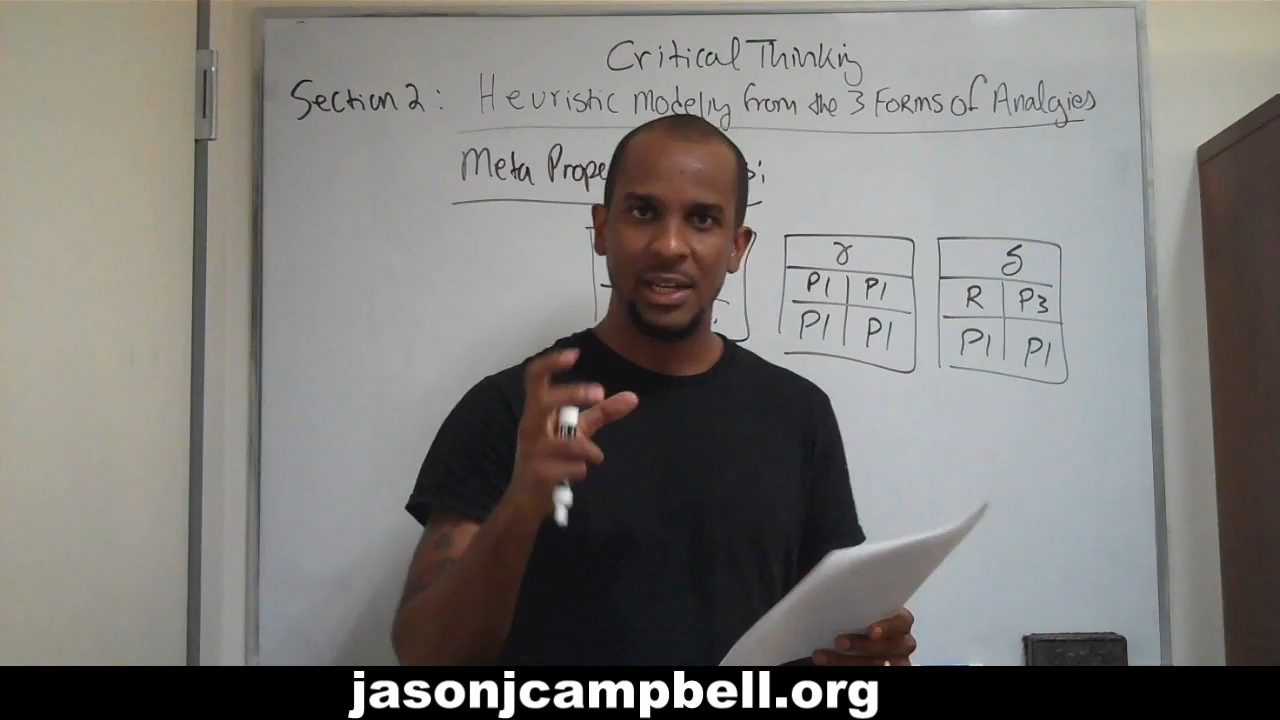 Critical Thinking
Section 2: Heuristic Modeling from the 3 Forms of Analgies
Meta
γ
P1 P1
P1 P1
δ
R P3
P1 P1
jasonjcampbell.org